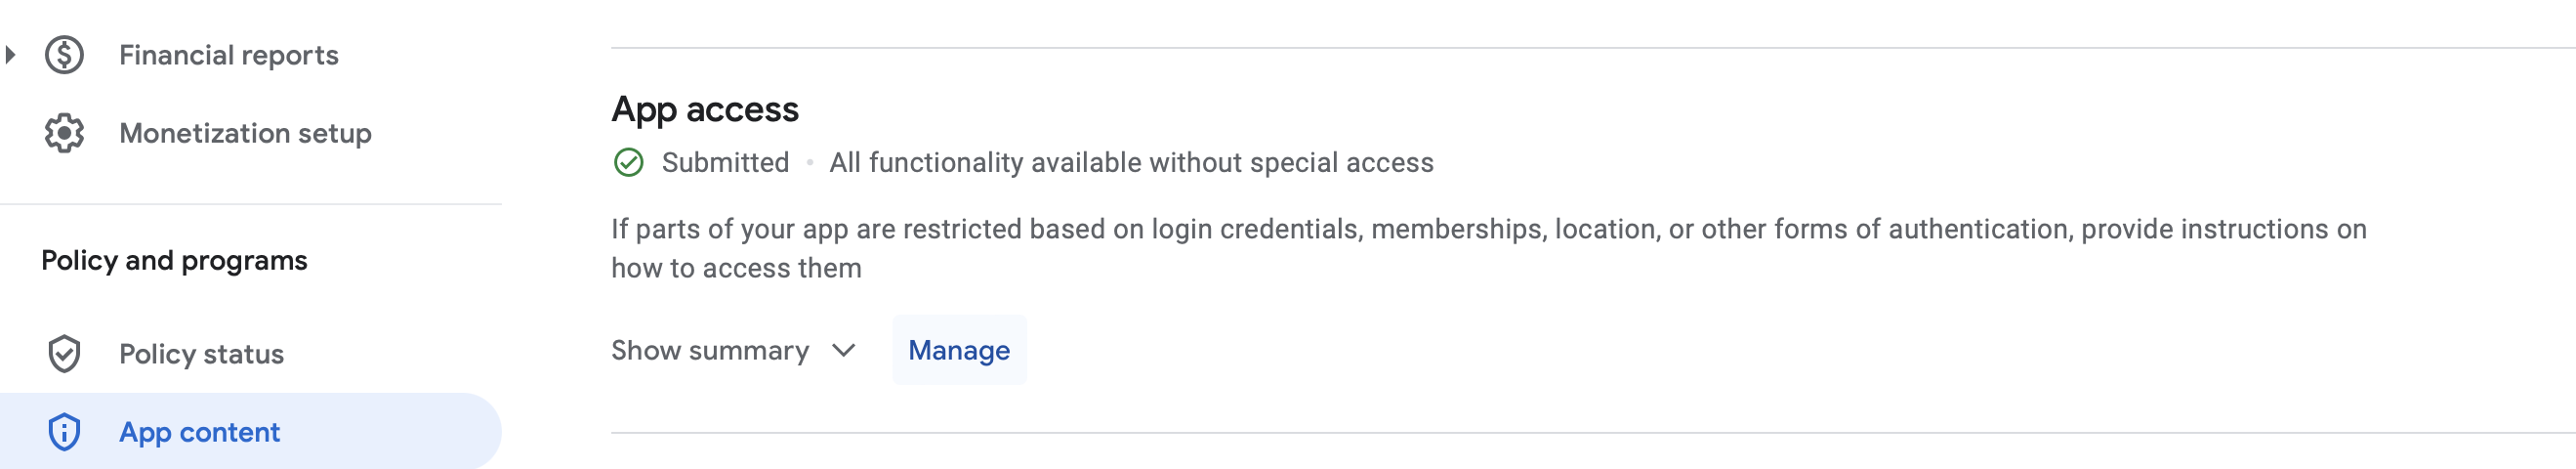 Financial reports
Monetization setup
Policy and programs
Policy status
App content
App access
Submitted • All functionality available without special access
If parts of your app are restricted based on login credentials, memberships, location, or other forms of authentication, provide instructions on
how to access them
Show summary
Manage